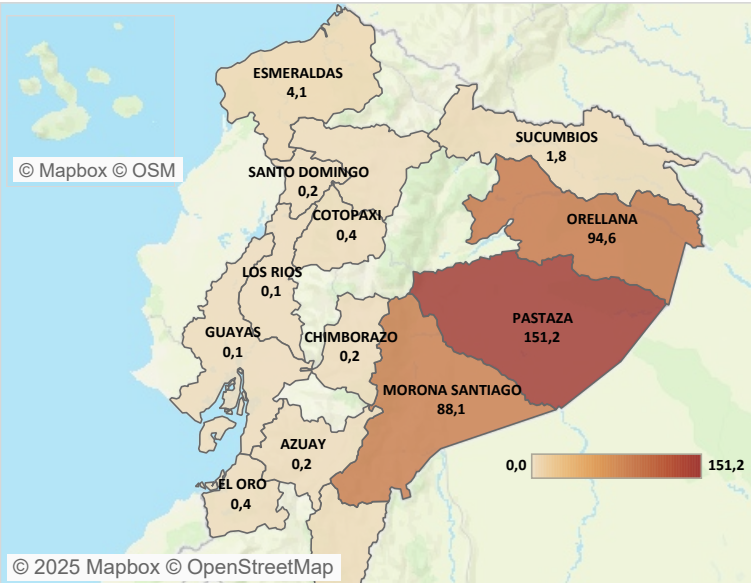 ESMERALDAS
4,1
© Mapbox © OSM
SUCUMBIOS
1,8
SANTO DOMINGO
0,2
COTOPAXI
0,4
ORELLANA
94,6
LOS RIOS
0,1
GUAYAS
0,1
CHIMBORAZO
0,2
PASTAZA
151,2
MORONA SANTIAGO
88,1
AZUAY
0,2
0,0
151,2
EL ORO
0,4
© 2025 Mapbox © OpenStreetMap